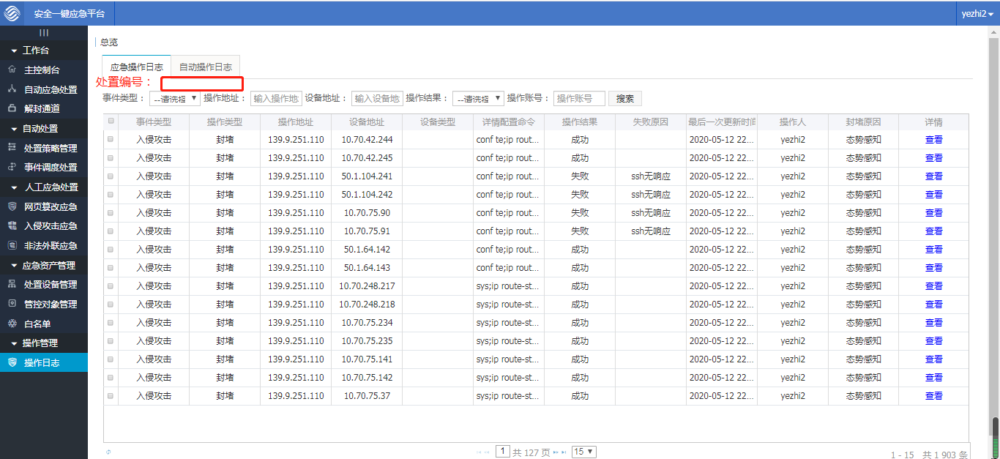 安全一键应急平台
yezhi2
工作台
主控制台
自动应急处置
解封通道
自动处置
处置策略管理
事件调度处置
人工应急处置
网页篡改应急
入侵攻击应急
非法外联应急
应急资产管理
处置设备管理
管控对象管理
白名单
操作管理
操作日志
总览
应急操作日志 自动操作日志
处置编号：
事件类型： --请选择 操作地址： 输入操作地 设备地址： 输入设备地 操作结果： --请选择 操作账号： 操作账号 搜索
事件类型 操作类型 操作地址 设备地址 设备类型 详情配置命令 操作结果 失败原因 最后一次更新时间 操作人 封堵原因 详情
入侵攻击 封堵 139.9.251.110 10.70.42.244 conf te;ip rout... 成功 2020-05-12 22... yezhi2 态势感知 查看
入侵攻击 封堵 139.9.251.110 10.70.42.245 conf te;ip rout... 成功 2020-05-12 22... yezhi2 态势感知 查看
入侵攻击 封堵 139.9.251.110 50.1.104.241 conf te;ip rout... 失败 ssh无响应 2020-05-12 22... yezhi2 态势感知 查看
入侵攻击 封堵 139.9.251.110 50.1.104.242 conf te;ip rout... 失败 ssh无响应 2020-05-12 22... yezhi2 态势感知 查看
入侵攻击 封堵 139.9.251.110 10.70.75.90 conf te;ip rout... 失败 ssh无响应 2020-05-12 22... yezhi2 态势感知 查看
入侵攻击 封堵 139.9.251.110 10.70.75.91 conf te;ip rout... 失败 ssh无响应 2020-05-12 22... yezhi2 态势感知 查看
入侵攻击 封堵 139.9.251.110 50.1.64.142 conf te;ip rout... 成功 2020-05-12 22... yezhi2 态势感知 查看
入侵攻击 封堵 139.9.251.110 50.1.64.143 conf te;ip rout... 成功 2020-05-12 22... yezhi2 态势感知 查看
入侵攻击 封堵 139.9.251.110 10.70.248.217 sys;ip route-st... 成功 2020-05-12 22... yezhi2 态势感知 查看
入侵攻击 封堵 139.9.251.110 10.70.248.218 sys;ip route-st... 成功 2020-05-12 22... yezhi2 态势感知 查看
入侵攻击 封堵 139.9.251.110 10.70.75.234 sys;ip route-st... 成功 2020-05-12 22... yezhi2 态势感知 查看
入侵攻击 封堵 139.9.251.110 10.70.75.235 sys;ip route-st... 成功 2020-05-12 22... yezhi2 态势感知 查看
入侵攻击 封堵 139.9.251.110 10.70.75.141 sys;ip route-st... 成功 2020-05-12 22... yezhi2 态势感知 查看
入侵攻击 封堵 139.9.251.110 10.70.75.142 sys;ip route-st... 成功 2020-05-12 22... yezhi2 态势感知 查看
入侵攻击 封堵 139.9.251.110 10.70.75.37 sys;ip route-st... 成功 2020-05-12 22... yezhi2 态势感知 查看
1 共 127 页 15
1 - 15 共 1 903 条